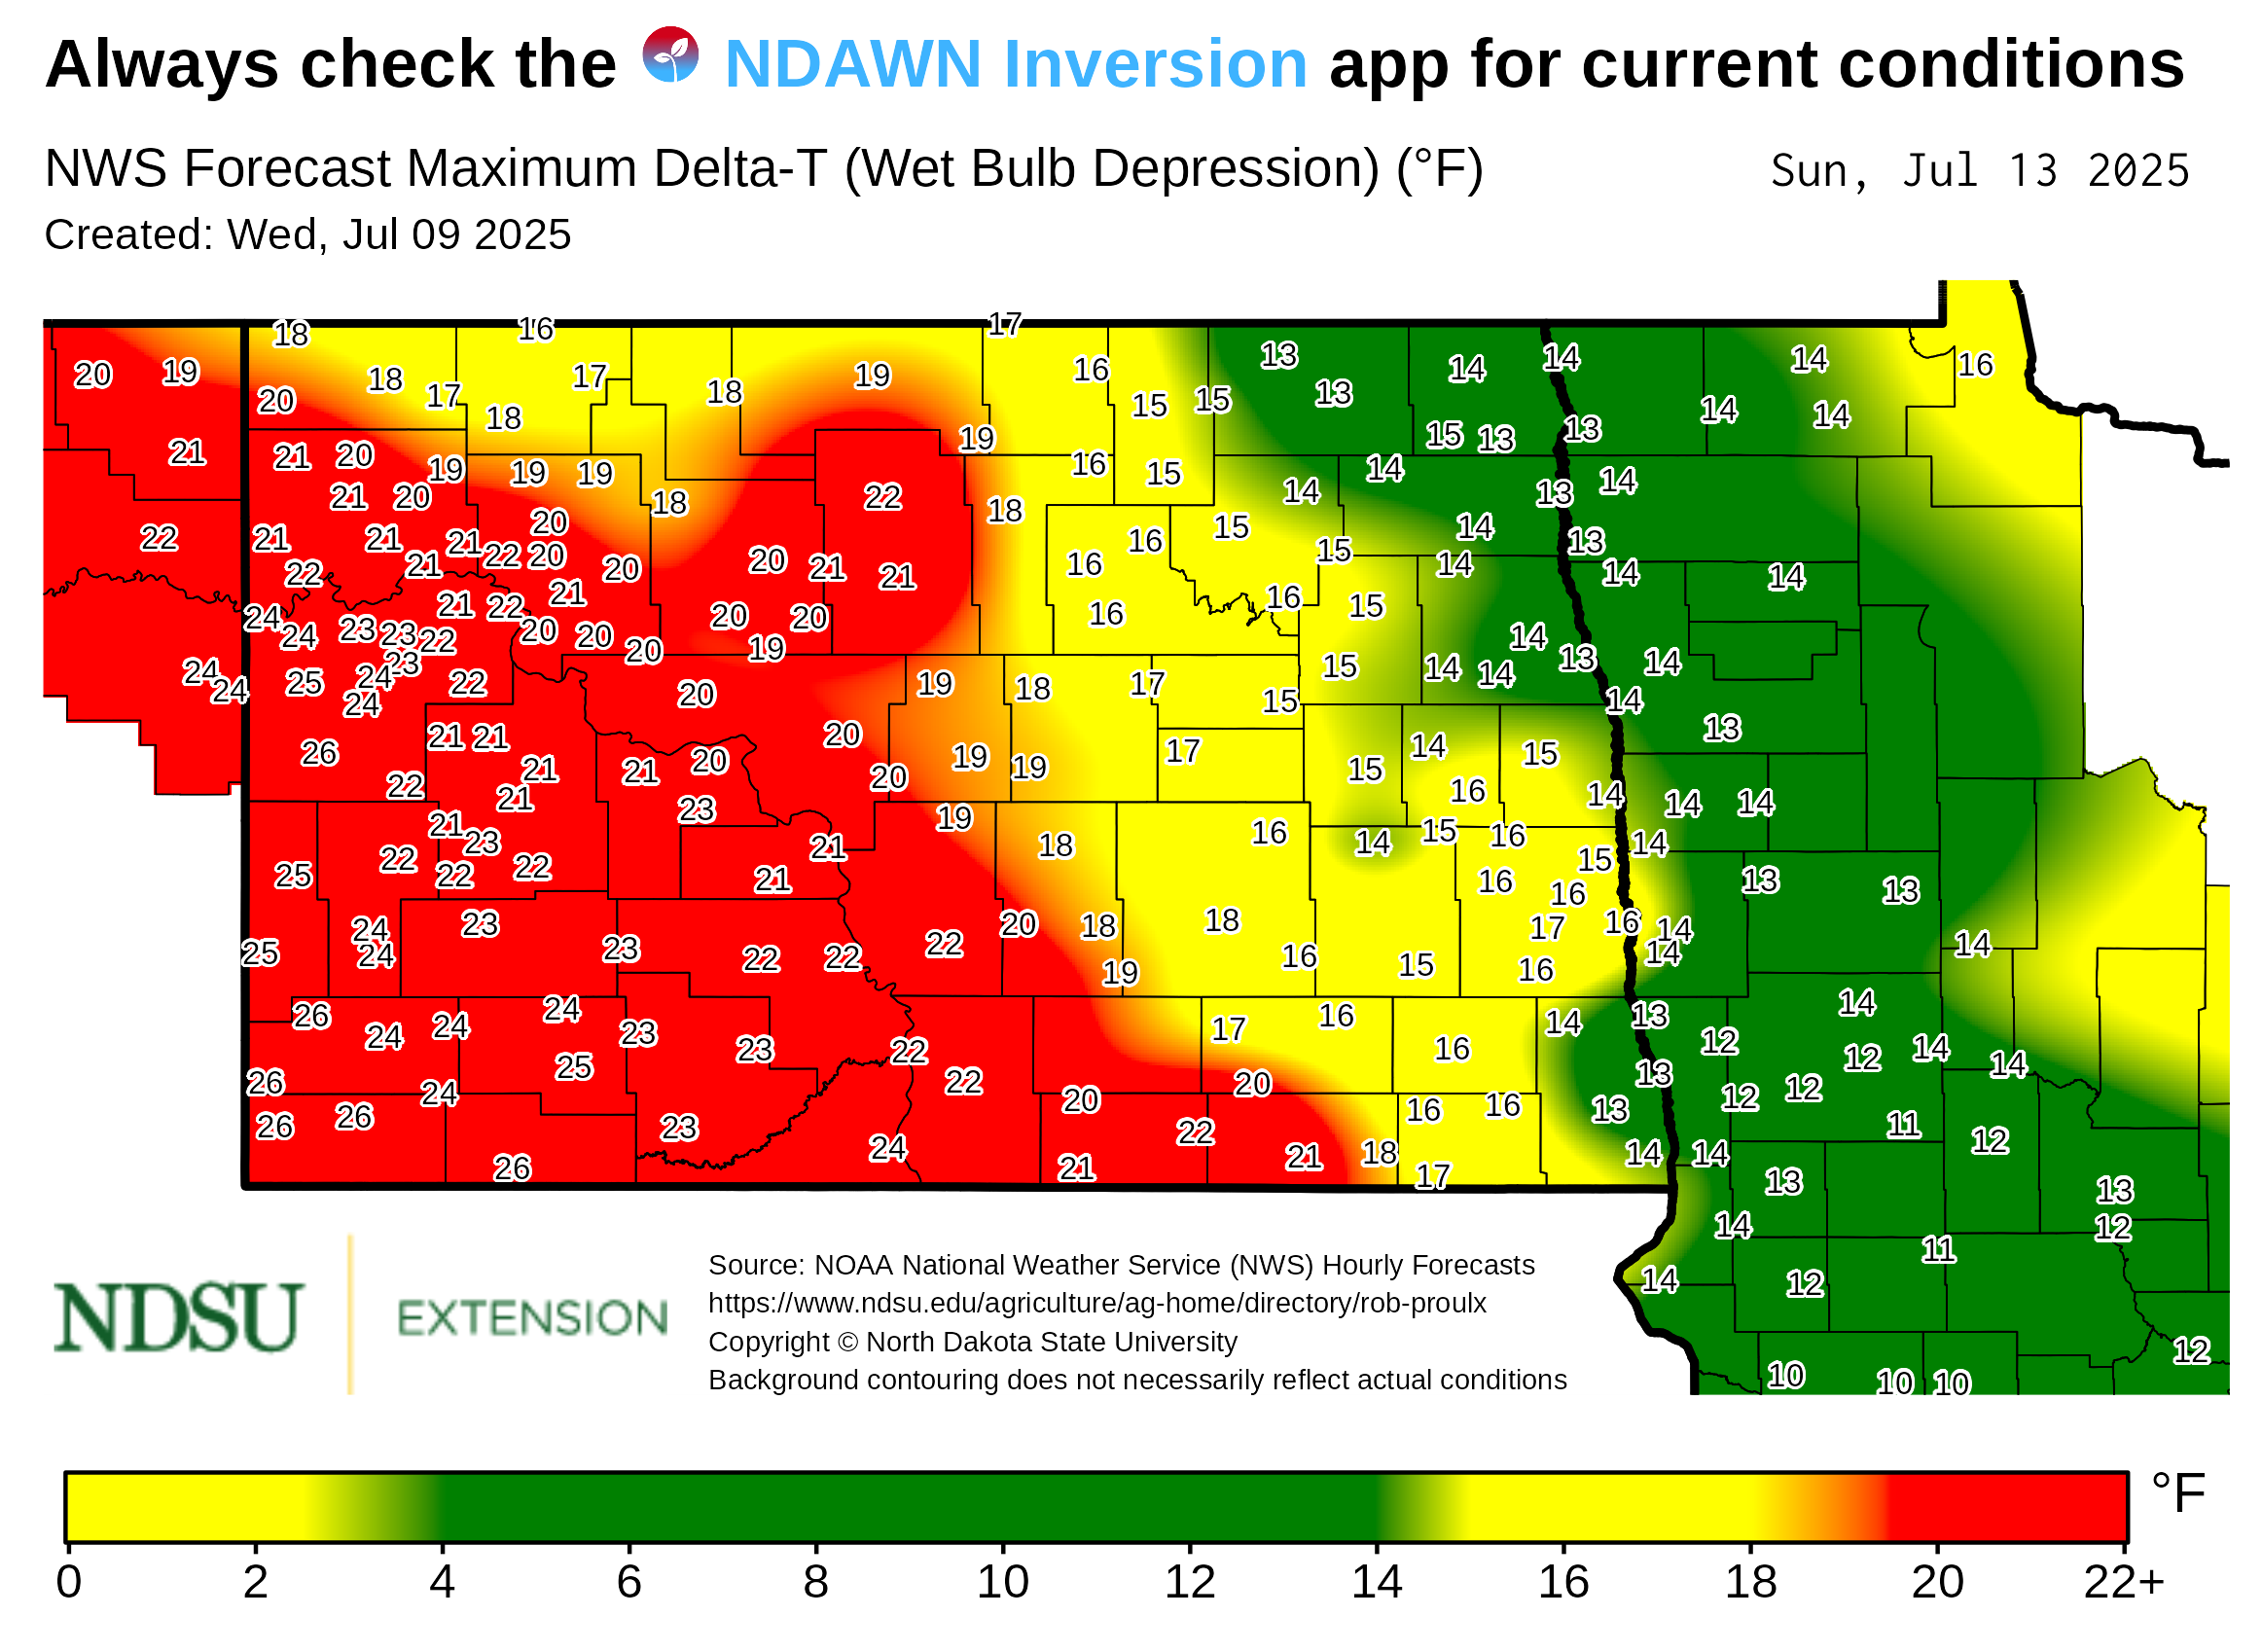 Always check the NDAWN Inversion app for current conditions
NWS Forecast Maximum Delta-T (Wet Bulb Depression) (°F) Sun, Jul 13 2025
Created: Wed, Jul 09 2025
18 16 17
20 19 18 17 17 18 19 16 13 14 14 14 16
20 18 15 15 13 14 14
21 21 20 19 19 19 19 16 15 15 13 13
21 20 18 22 18 14 14 13 14
22 21 21 21 20 22 20 16 15 15 14 13
22 21 20 20 21 21 16 14 14 14
24 21 22 21 20 20 16 16 15
24 23 23 22 20 20 20 19 14 13 14
24 24 25 24 23 22 20 19 18 17 15 14 14
24 15 14
26 21 21 21 21 20 20 20 19 19 17 15 14 15 13
22 21 23 19 16 14 14 14
21 23 21 18 16 14 15 16 14
25 22 22 22 21 16 15 16 13 13
24 23 20 18 18 17 16 14
25 24 23 22 22 22 19 16 15 16 14 14
26 24 24 24 23 23 17 16 14 13 14
25 22 16 12 12 14 14
26 24 22 20 20 13 12 12
26 26 23 22 16 16 13 11 12
26 24 21 21 18 17 14 14 13 13
14 12
11
14 12
12
10 10 10
NDSU EXTENSION
Source: NOAA National Weather Service (NWS) Hourly Forecasts
https://www.ndsu.edu/agriculture/ag-home/directory/rob-proulx
Copyright © North Dakota State University
Background contouring does not necessarily reflect actual conditions
°F
0 2 4 6 8 10 12 14 16 18 20 22+